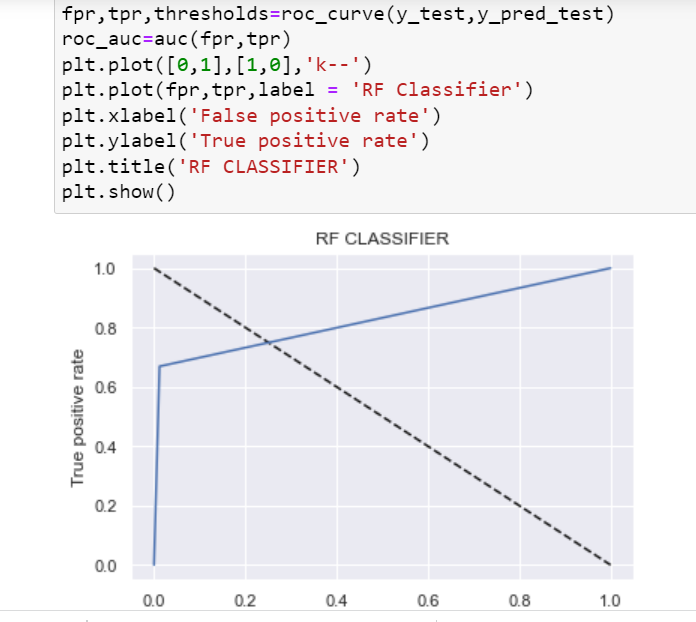 fpr,tpr,thresholds=roc_curve(y_test,y_pred_test)
roc_auc=auc(fpr,tpr)
plt.plot([0,1],[1,0],'k--')
plt.plot(fpr,tpr,label = 'RF Classifier')
plt.xlabel('False positive rate')
plt.ylabel('True positive rate')
plt.title('RF CLASSIFIER')
plt.show()
RF CLASSIFIER
1.0
0.8
0.6
0.4
0.2
0.0
True positive rate
0.0 0.2 0.4 0.6 0.8 1.0